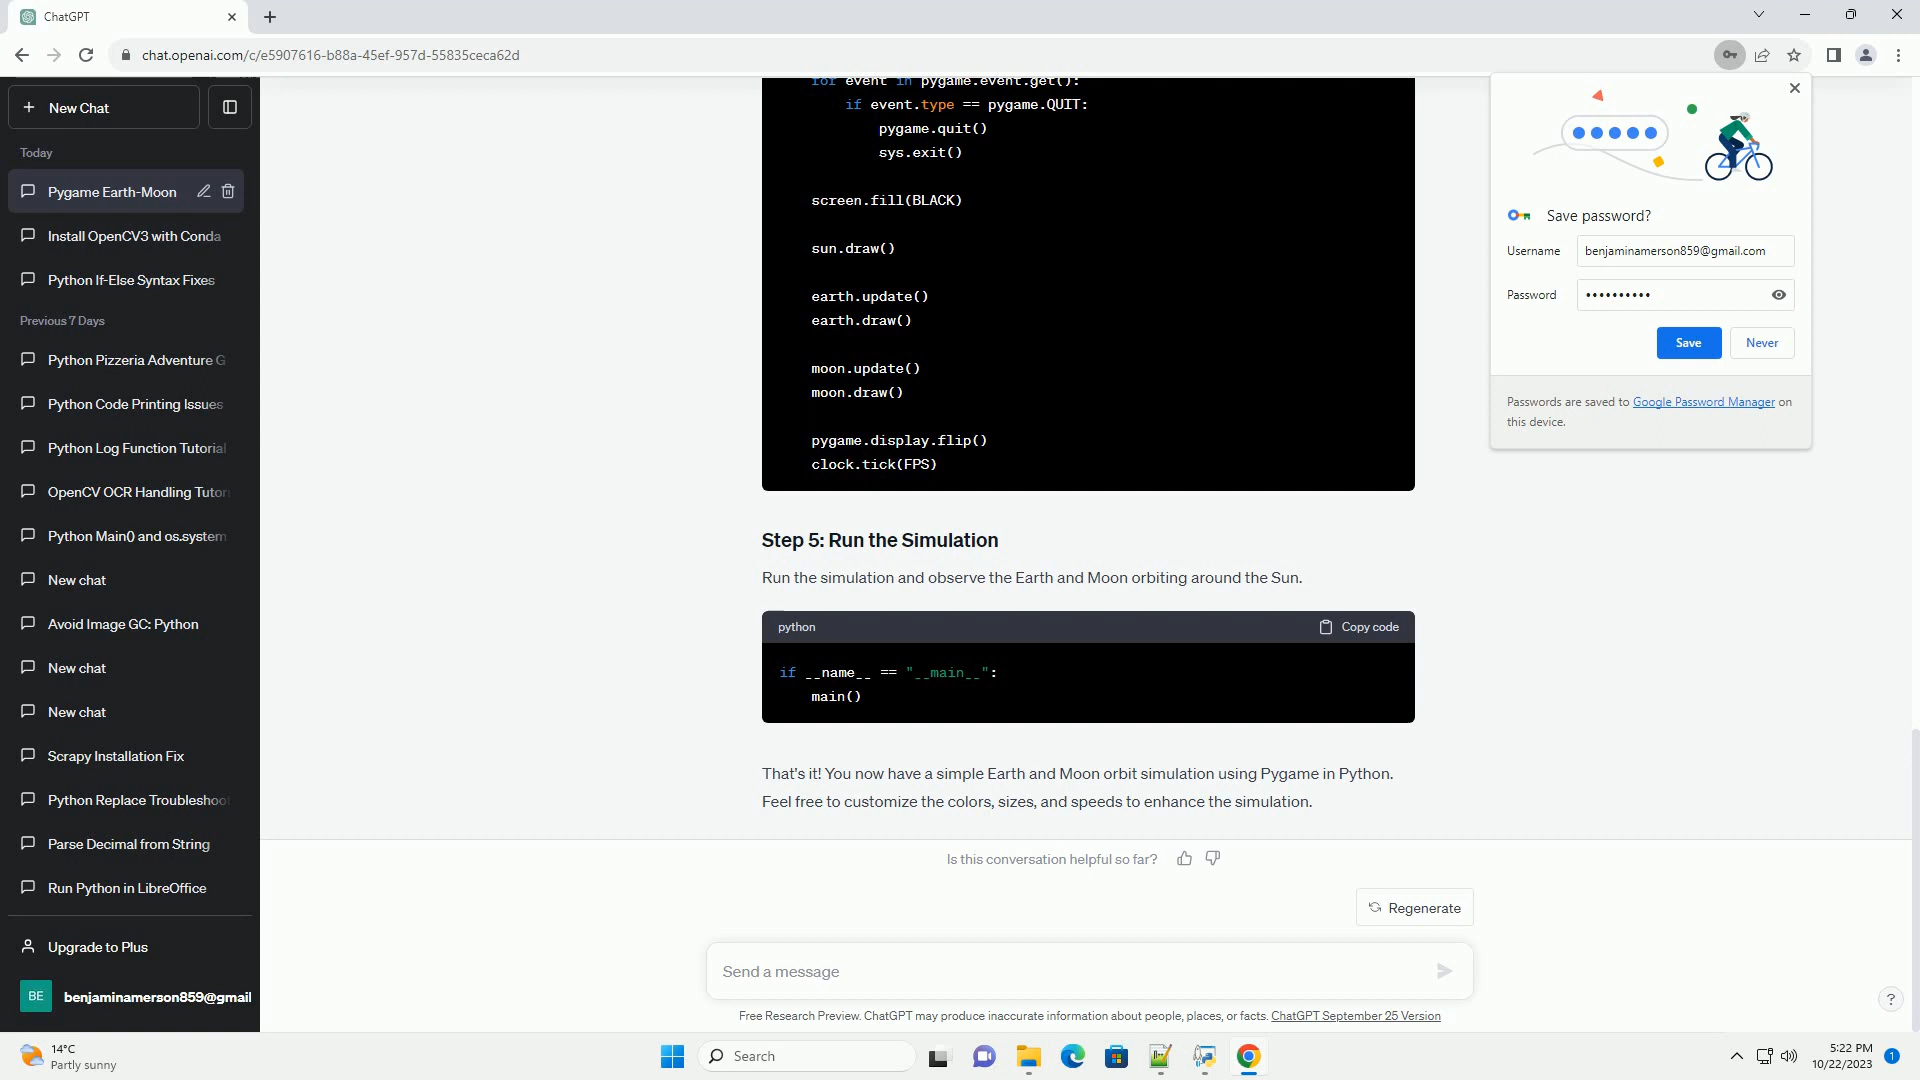 ChatGPT
chat.openai.com/c/e5907616-b88a-45ef-957d-55835ceca62d
New Chat
Today
Pygame Earth-Moon
Install OpenCV3 with Conda
Python If-Else Syntax Fixes
Previous 7 Days
Python Pizzeria Adventure G
Python Code Printing Issues
Python Log Function Tutorial
OpenCV OCR Handling Tutor
Python Main() and os.system
New chat
Avoid Image GC: Python
New chat
New chat
Scrapy Installation Fix
Python Replace Troubleshoot
Parse Decimal from String
Run Python in LibreOffice
Upgrade to Plus
BE benjaminamerson859@gmail
for event in pygame.event.get():
if event.type == pygame.QUIT:
pygame.quit()
sys.exit()
screen.fill(BLACK)
sun.draw()
earth.update()
earth.draw()
moon.update()
moon.draw()
pygame.display.flip()
clock.tick(FPS)
Step 5: Run the Simulation
Run the simulation and observe the Earth and Moon orbiting around the Sun.
python Copy code
if __name__ == "__main__":
main()
That's it! You now have a simple Earth and Moon orbit simulation using Pygame in Python.
Feel free to customize the colors, sizes, and speeds to enhance the simulation.
Is this conversation helpful so far?
Regenerate
Send a message
Free Research Preview. ChatGPT may produce inaccurate information about people, places, or facts. ChatGPT September 25 Version
?
Save password?
Username benjaminamerson859@gmail.com
Password ••••••••••
Save Never
Passwords are saved to Google Password Manager on
this device.
14°C
Partly sunny
Search
5:22 PM
10/22/2023
1